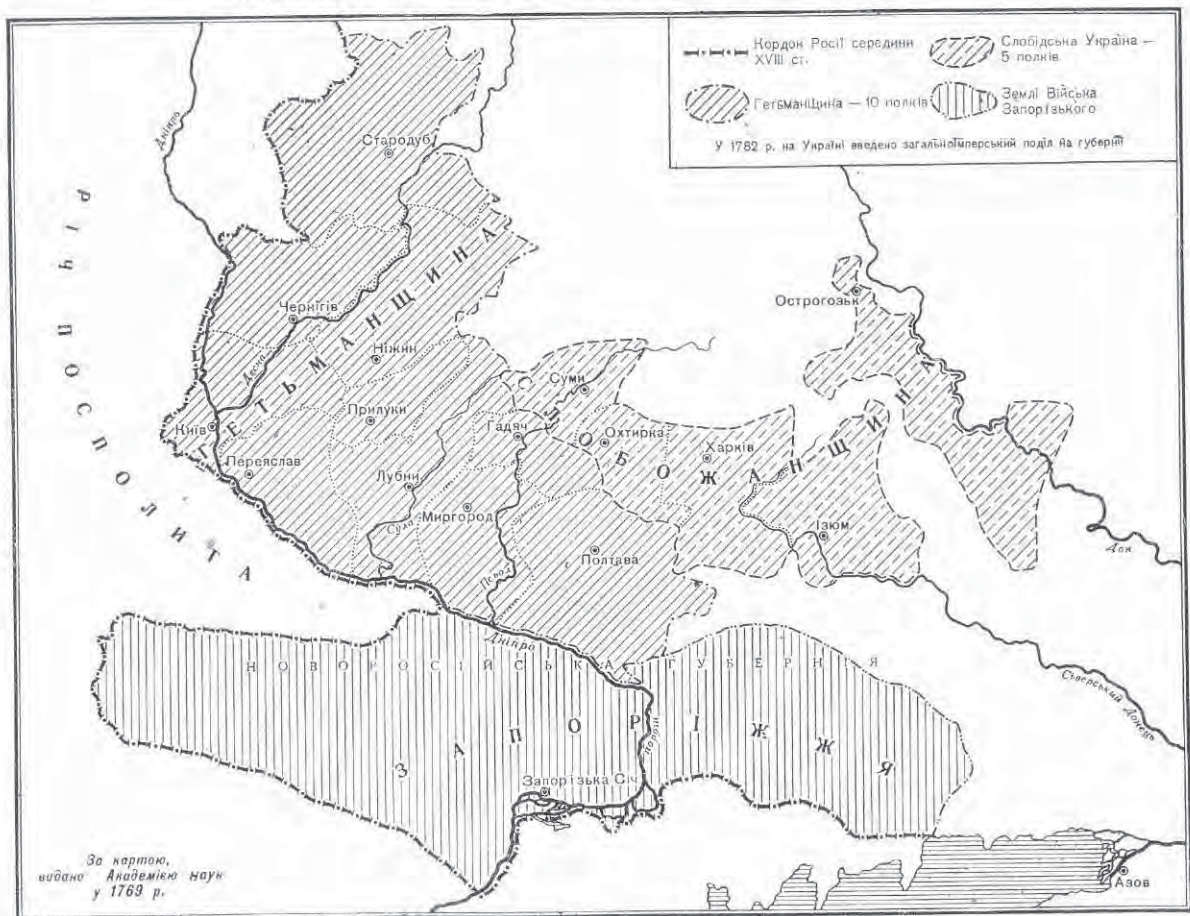 Кордон Росії середини
XVIII ст.
Слобідська Україна —
5 полків
Гетьманщина — 10 полків
Землі Війська
Запорізького
У 1782 р. на Україні введено загальноімперський поділ на губернії
Дніпро
Стародуб
РІЧ ПОСПОЛИТА
ГЕТЬМАНЩИНА
Острогозьк
Чернігів
Десна
Ніжин
Суми
Київ
Прилуки
Гадяч
Охтирка
Харків
СЛОБОЖАНЩИНА
Переяслав
Лубни
Миргород
Сула
Ізюм
Полтава
Псьол
Дон
Дніпро
НОВОРОСІЙСЬКА ГУБЕРНІЯ
Сіверський Донець
ЗАПОРІЖЖЯ
пороги
Запорізька Січ
За картою,
видано Академією наук
у 1769 р.
Азов